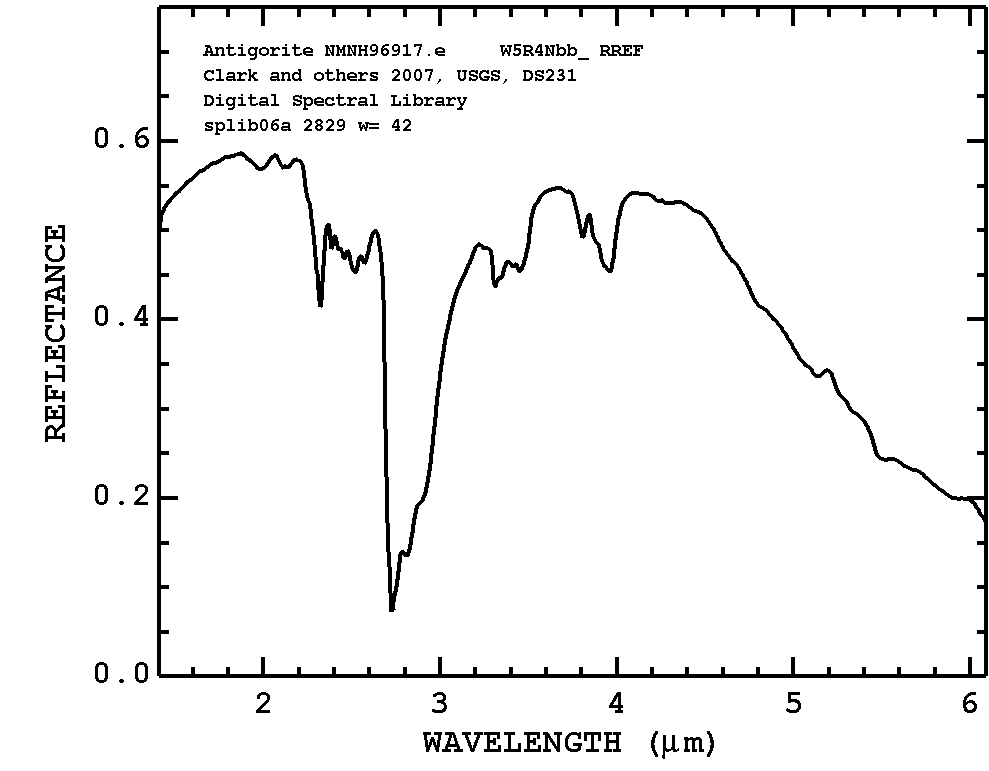 Antigorite NMNH96917.e W5R4Nbb_ RREF
Clark and others 2007, USGS, DS231
Digital Spectral Library
splib06a 2829 w= 42
0.6
0.4
0.2
0.0
REFLECTANCE
2 3 4 5 6
WAVELENGTH (μm)